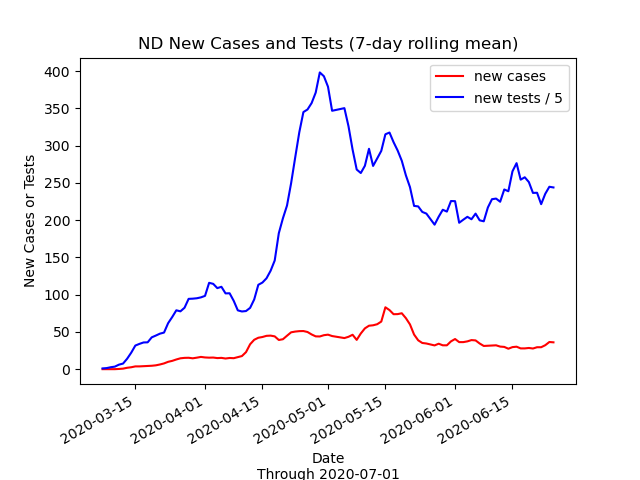 ND New Cases and Tests (7-day rolling mean)
new cases
new tests / 5
New Cases or Tests
400
350
300
250
200
150
100
50
0
2020-03-15
2020-04-01
2020-04-15
2020-05-01
2020-05-15
2020-06-01
2020-06-15
Date
Through 2020-07-01